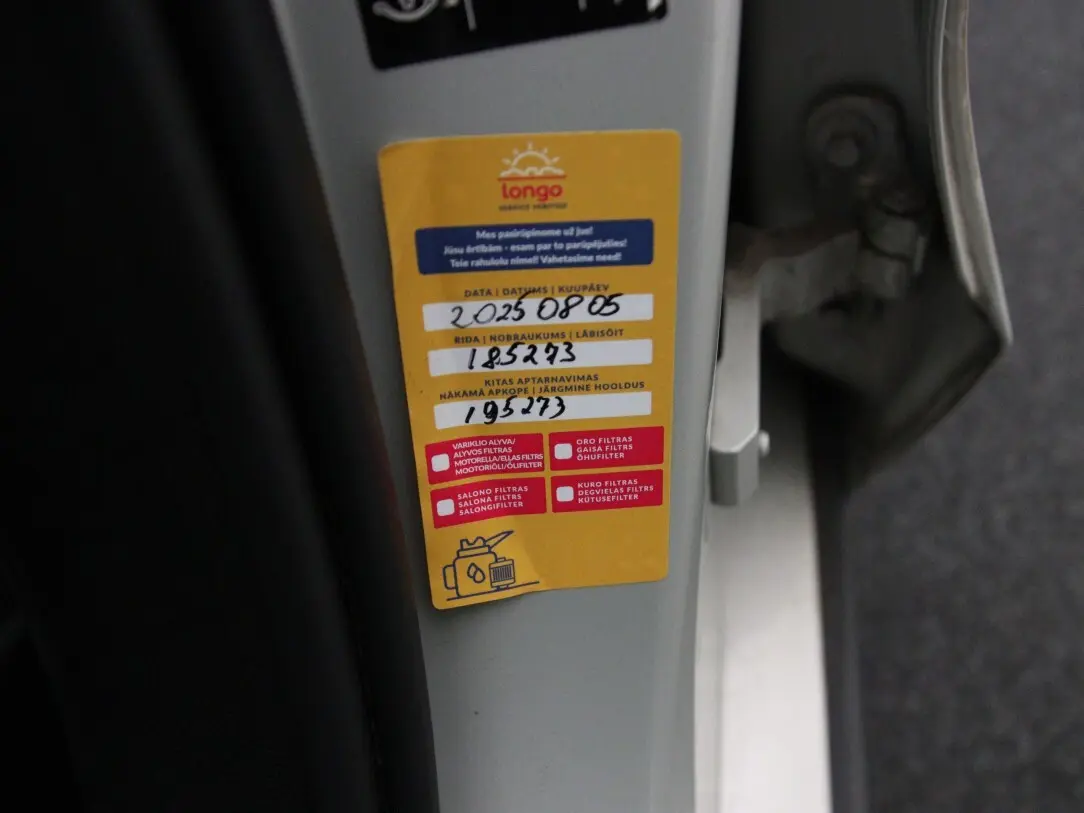 longo
Mes pasirūpinome už jus!
Jūsu ērtībām - esam par to parūpējušies!
Teie rahulolu nimel! Vahetasime need!
DATA | DATUMS | KUUPÄEV
2025 08 05
RIDA | NOBRAUKUMS | LÄBISÕIT
185273
KITAS APTARNAVIMAS
NĀKAMĀ APKOPE | JÄRGMINE HOOLDUS
195273
VARIKLIO ALYVA/
ALYVOS FILTRAS
MOTOREĻĻA/EĻĻAS FILTRS
MOOTORIÕLI/ÕLIFILTER
ORO FILTRAS
GAISA FILTRS
ÕHUFILTER
SALONO FILTRAS
SALONA FILTRS
SALONGIFILTER
KURO FILTRAS
DEGVIELAS FILTRS
KÜTUSEFILTER